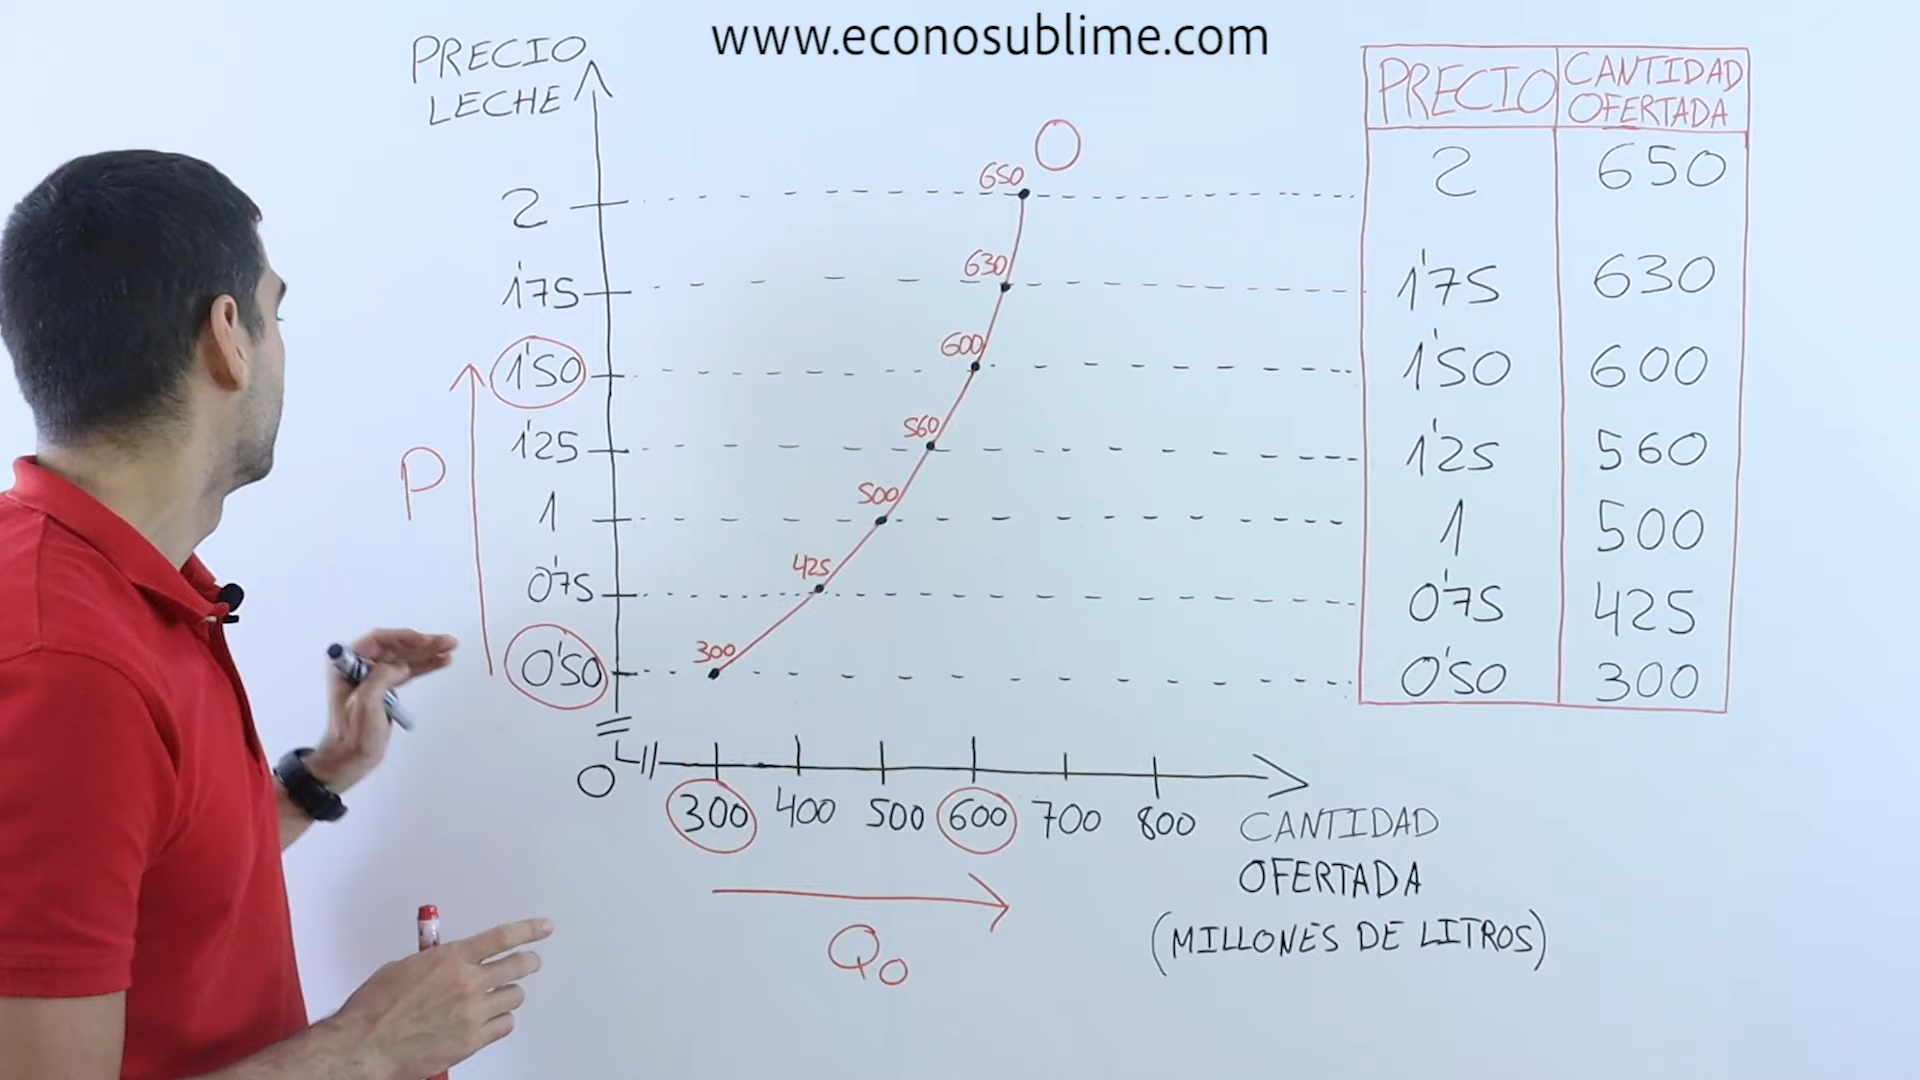 www.econosublime.com
PRECIO
LECHE
2
1'75
1'50
1'25
1
0'75
0'50
P
O
650
630
600
560
500
425
300
O
300 400 500 600 700 800
CANTIDAD
OFERTADA
(MILLONES DE LITROS)
Qo
PRECIO CANTIDAD OFERTADA
2 650
1'75 630
1'50 600
1'25 560
1 500
0'75 425
0'50 300